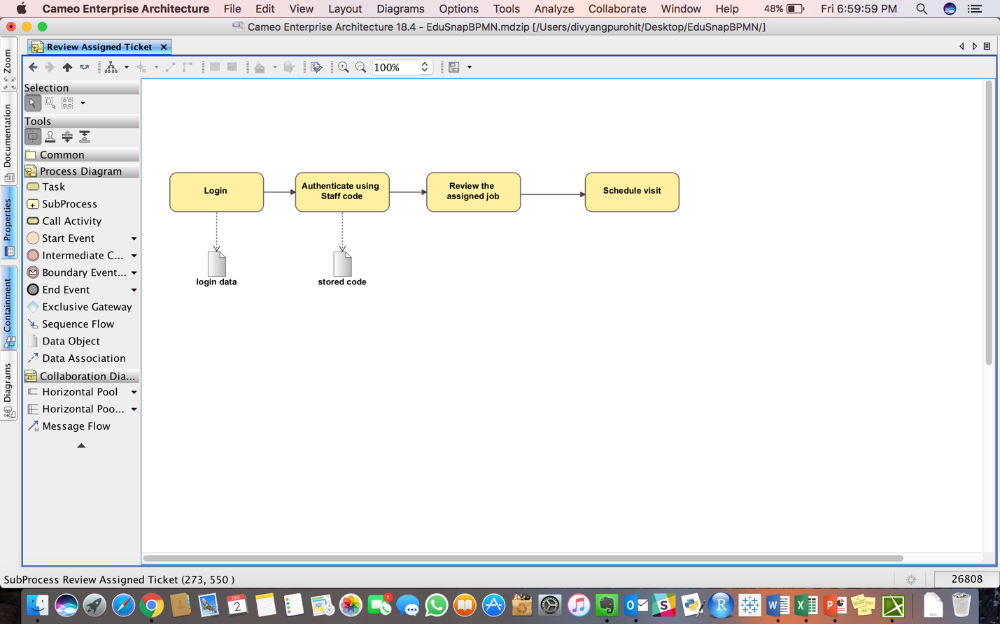 Cameo Enterprise Architecture File Edit View Layout Diagrams Options Tools Analyze Collaborate Window Help 48% Fri 6:59:59 PM
Cameo Enterprise Architecture 18.4 - EduSnapBPMN.mdzip [/Users/divyangpurohit/Desktop/EduSnapBPMN/]
Review Assigned Ticket
100%
Zoom
Documentation
Properties
Containment
Diagrams
Selection
Tools
Common
Process Diagram
Task
SubProcess
Call Activity
Start Event
Intermediate C...
Boundary Event...
End Event
Exclusive Gateway
Sequence Flow
Data Object
Data Association
Collaboration Dia...
Horizontal Pool
Horizontal Poo...
Message Flow
Login
Authenticate using
Staff code
Review the
assigned job
Schedule visit
login data
stored code
SubProcess Review Assigned Ticket (273, 550 )
26808
DEC
2
1